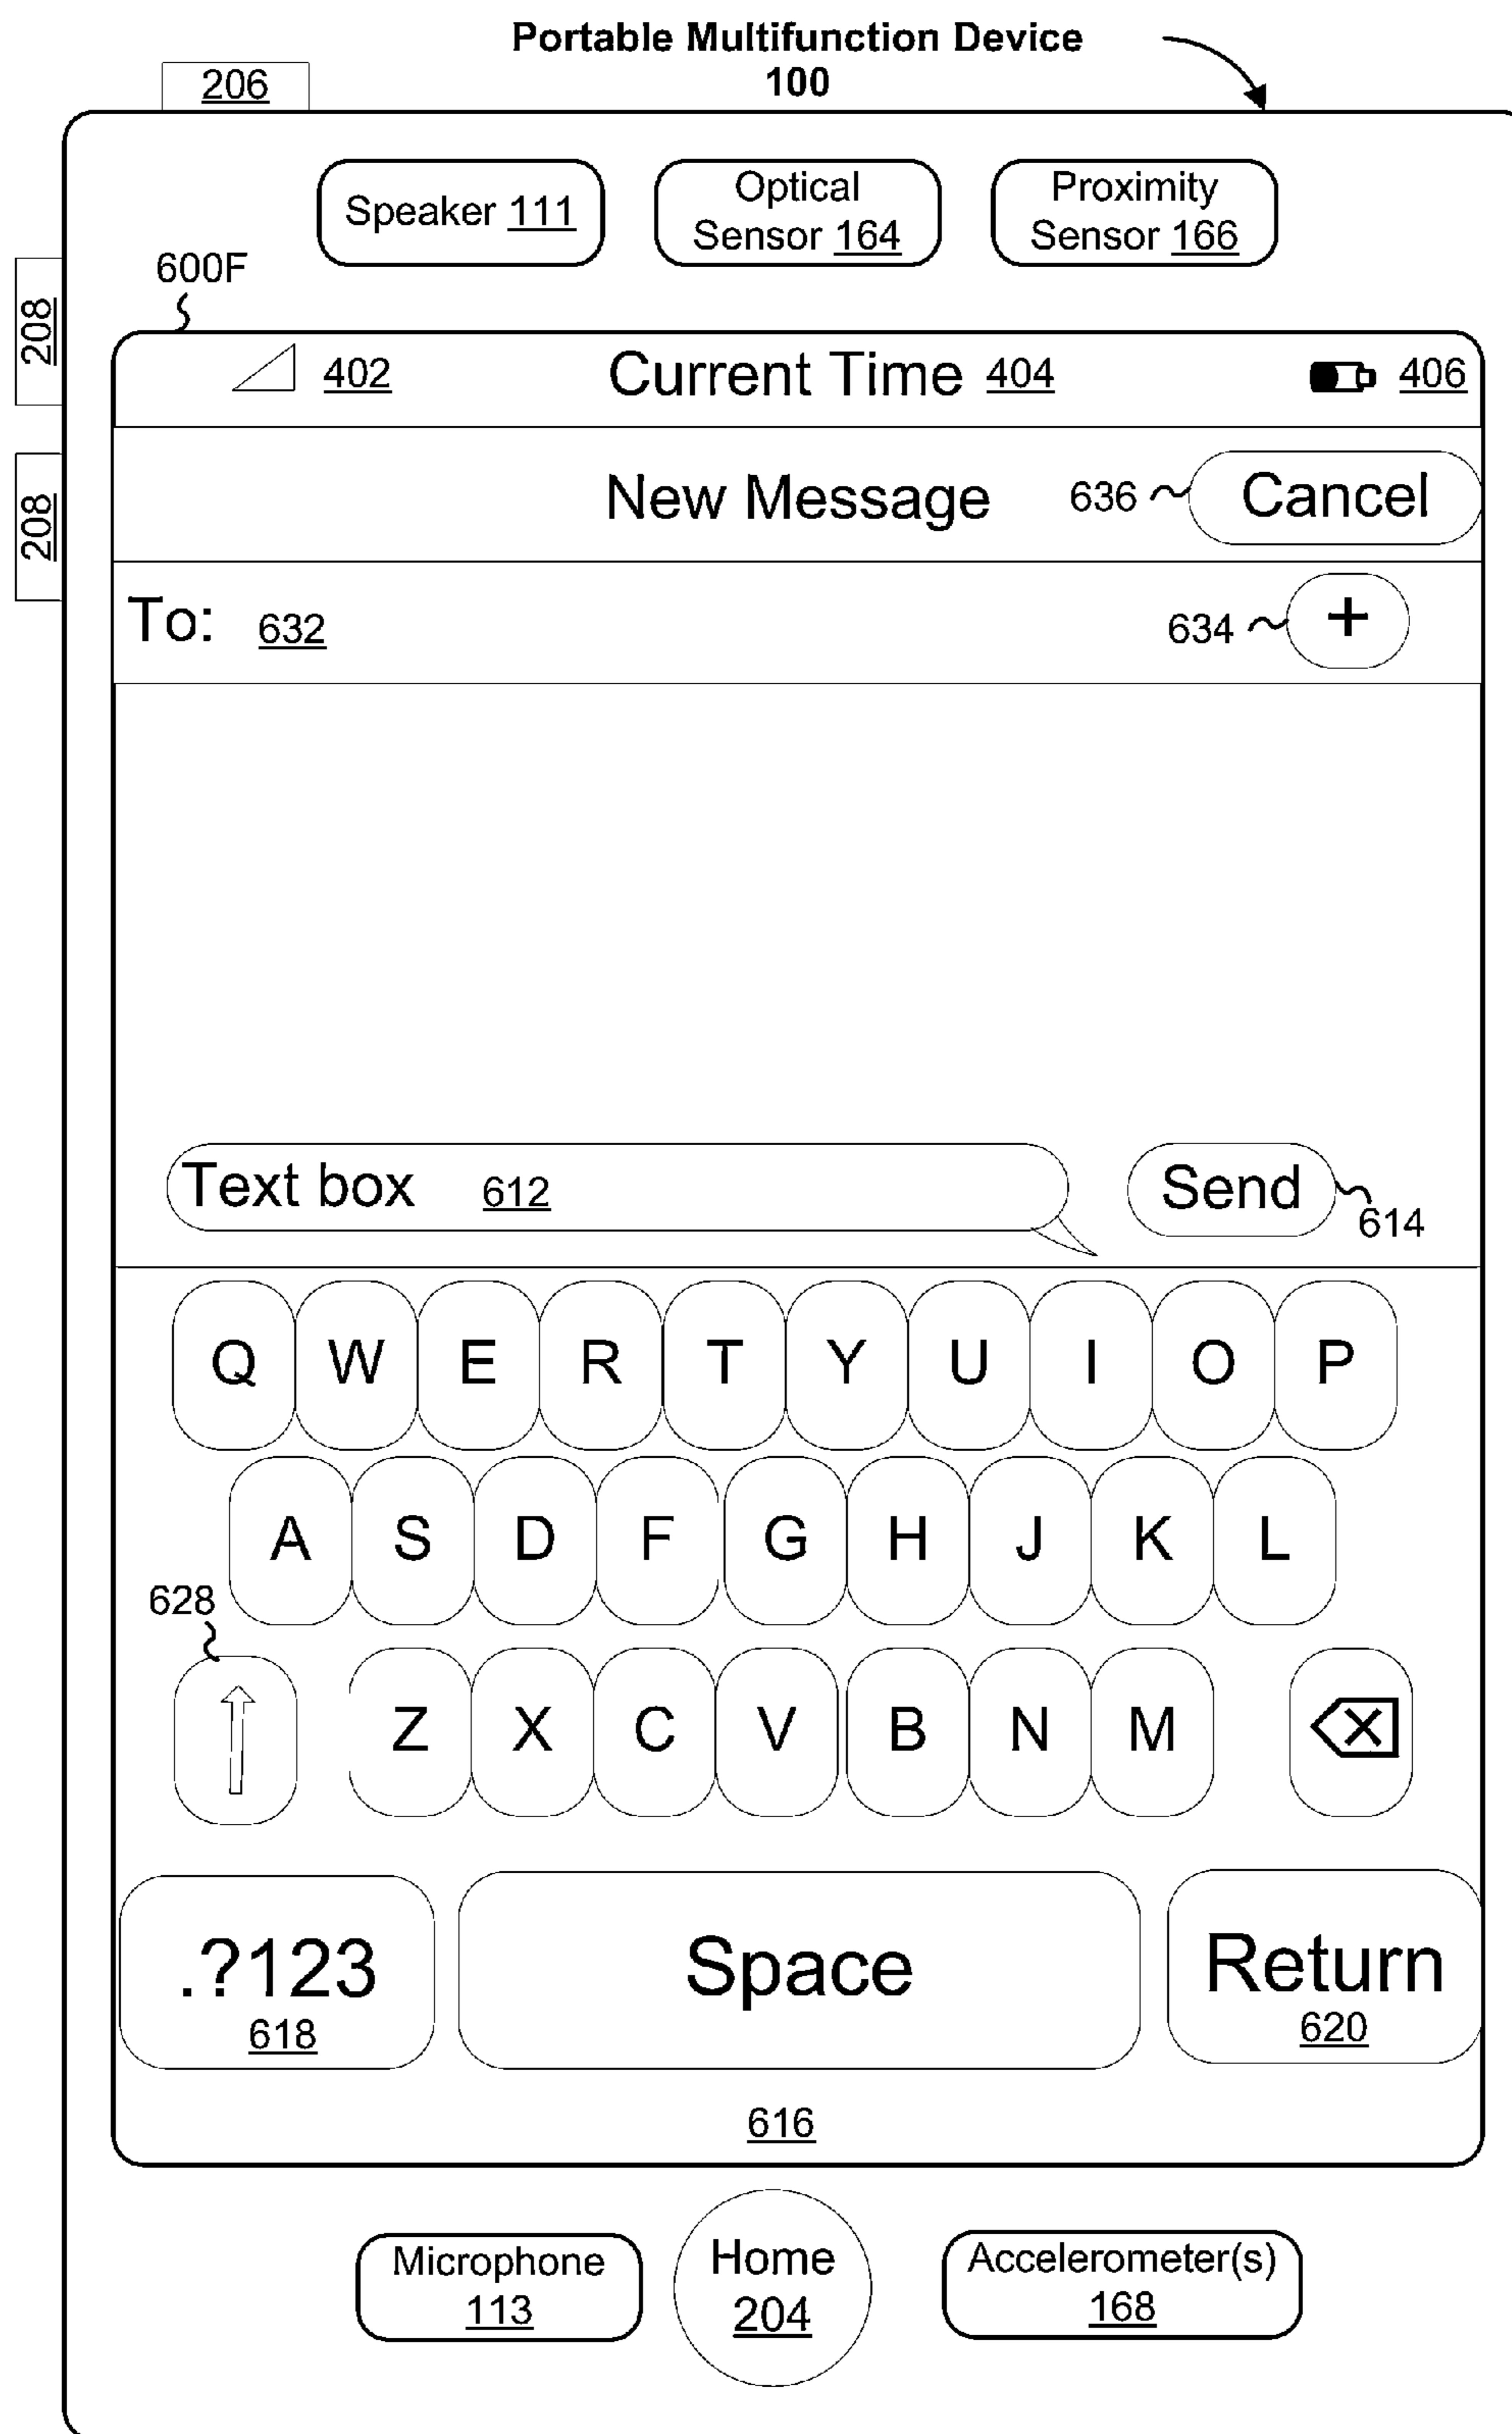 Portable Multifunction Device
100
206
Speaker 111
Optical
Sensor 164
Proximity
Sensor 166
600F
208
402
Current Time 404
406
208
New Message
636
Cancel
To: 632
634
+
Text box 612
Send
614
Q W E R T Y U I O P
A S D F G H J K L
628
Z X C V B N M
.?123
618
Space
Return
620
616
Microphone
113
Home
204
Accelerometer(s)
168